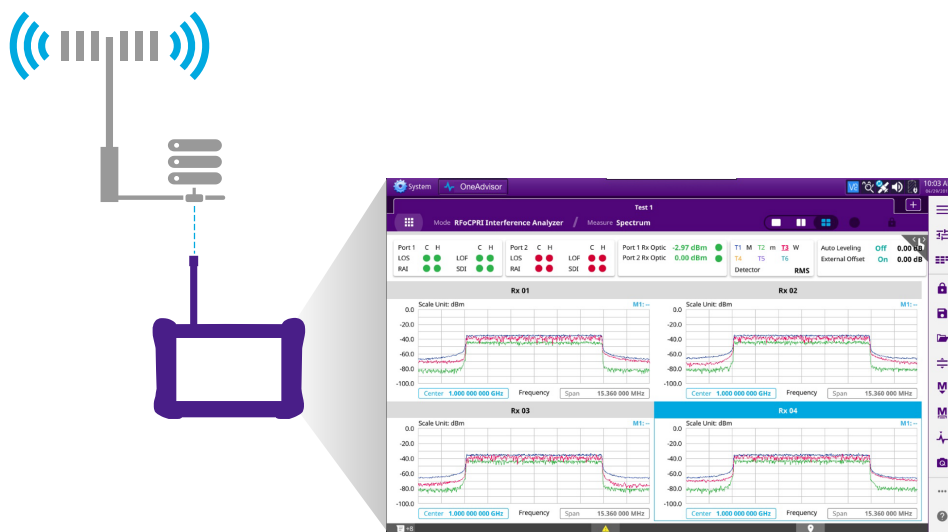 System OneAdvisor
10:03 A
Test 1
Mode RFoCPRI Interference Analyzer / Measure Spectrum
Port 1 C H C H Port 2 C H C H Port 1 Rx Optic -2.97 dBm T1 M T2 m T3 W Auto Leveling Off 0.00 dB
LOS LOF LOS LOF Port 2 Rx Optic 0.00 dBm T4 T5 T6 External Offset On 0.00 dB
RAI SDI RAI SDI Detector RMS
Rx 01
Scale Unit: dBm M1: --
0.0
-20.0
-40.0
-60.0
-80.0
-100.0
Center 1.000 000 000 GHz Frequency Span 15.360 000 MHz
Rx 02
Scale Unit: dBm M1: --
0.0
-20.0
-40.0
-60.0
-80.0
-100.0
Center 1.000 000 000 GHz Frequency Span 15.360 000 MHz
Rx 03
Scale Unit: dBm M1: --
0.0
-20.0
-40.0
-60.0
-80.0
-100.0
Center 1.000 000 000 GHz Frequency Span 15.360 000 MHz
Rx 04
Scale Unit: dBm M1: --
0.0
-20.0
-40.0
-60.0
-80.0
-100.0
Center 1.000 000 000 GHz Frequency Span 15.360 000 MHz
+8